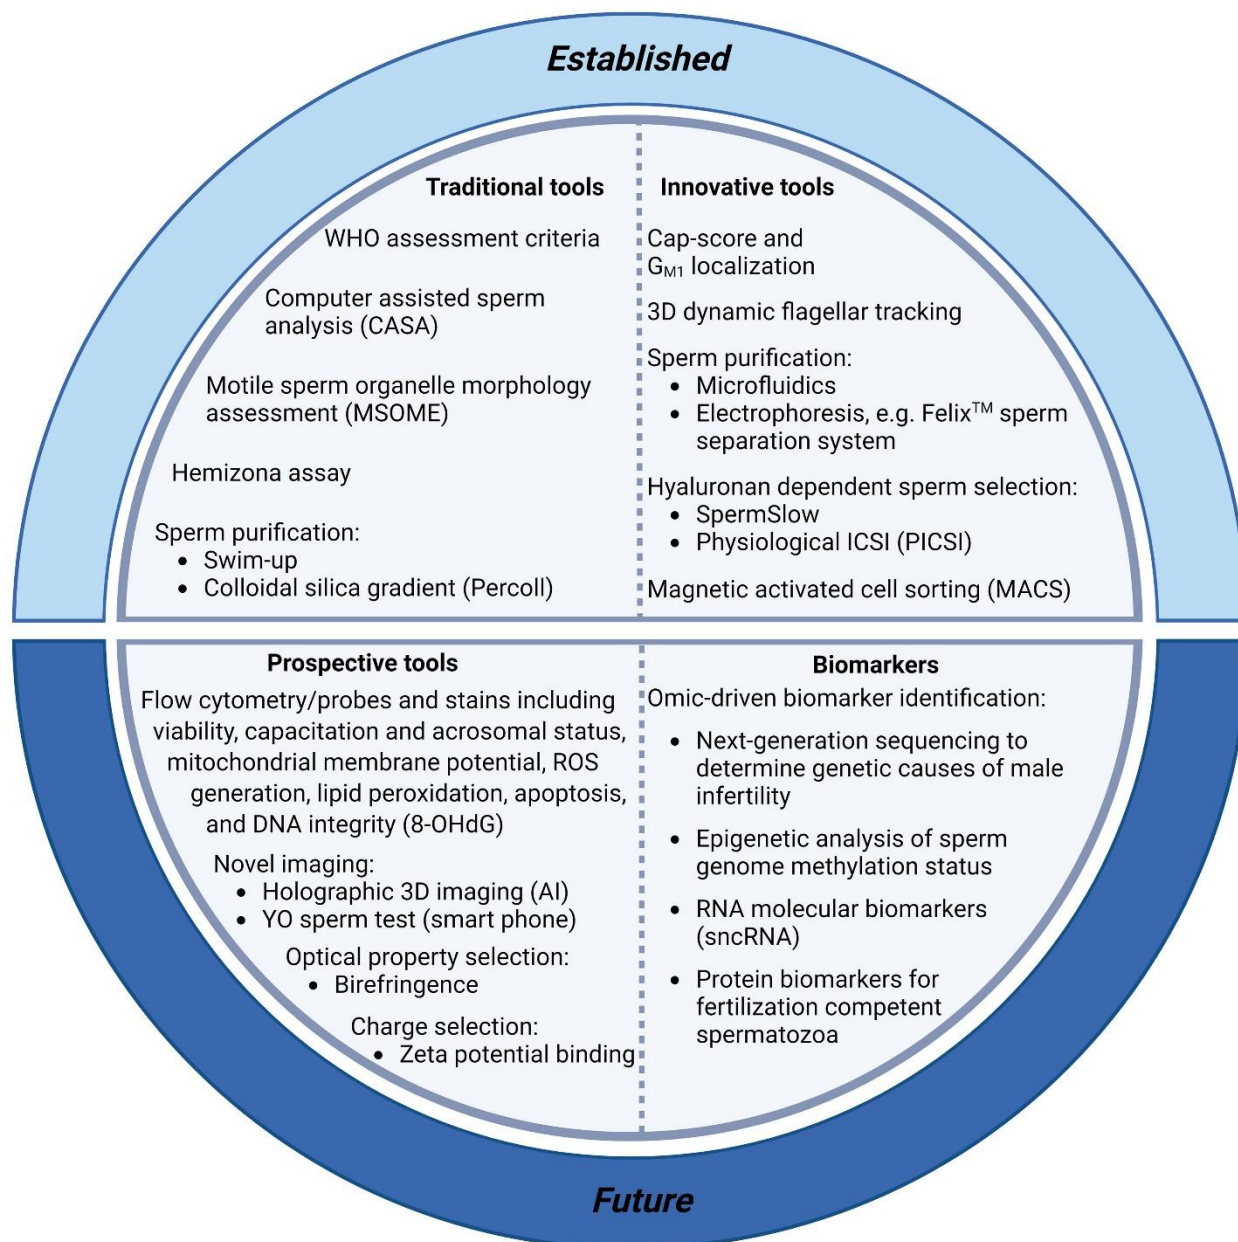 Established
Traditional tools
WHO assessment criteria
Computer assisted sperm
analysis (CASA)
Motile sperm organelle morphology
assessment (MSOME)
Hemizona assay
Sperm purification:
• Swim-up
• Colloidal silica gradient (Percoll)
Innovative tools
Cap-score and
GM1 localization
3D dynamic flagellar tracking
Sperm purification:
• Microfluidics
• Electrophoresis, e.g. Felix™ sperm
separation system
Hyaluronan dependent sperm selection:
• SpermSlow
• Physiological ICSI (PICSI)
Magnetic activated cell sorting (MACS)
Prospective tools
Flow cytometry/probes and stains including
viability, capacitation and acrosomal status,
mitochondrial membrane potential, ROS
generation, lipid peroxidation, apoptosis,
and DNA integrity (8-OHdG)
Novel imaging:
• Holographic 3D imaging (AI)
• YO sperm test (smart phone)
Optical property selection:
• Birefringence
Charge selection:
• Zeta potential binding
Biomarkers
Omic-driven biomarker identification:
• Next-generation sequencing to
determine genetic causes of male
infertility
• Epigenetic analysis of sperm
genome methylation status
• RNA molecular biomarkers
(sncRNA)
• Protein biomarkers for
fertilization competent
spermatozoa
Future